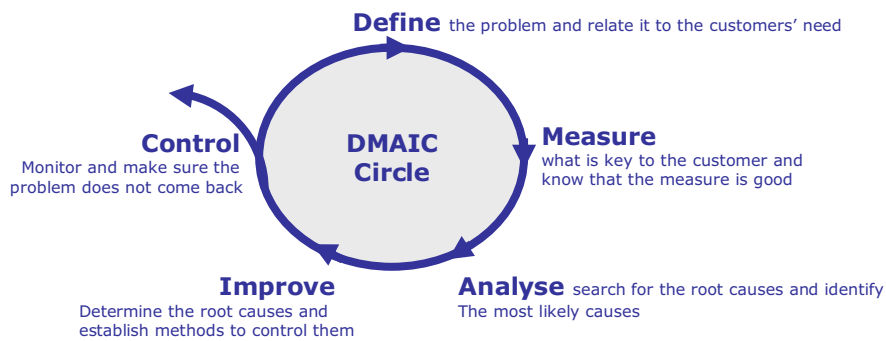 Define the problem and relate it to the customers’ need
DMAIC
Circle
Measure
what is key to the customer and
know that the measure is good
Analyse search for the root causes and identify
The most likely causes
Improve
Determine the root causes and
establish methods to control them
Control
Monitor and make sure the
problem does not come back